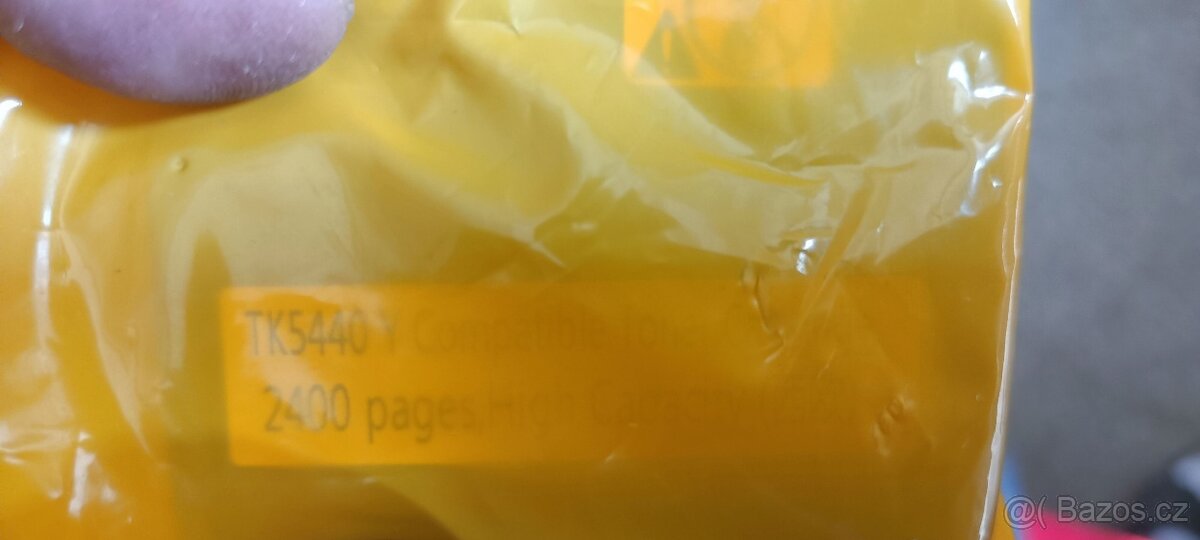 TK5440 Y Compatible
2400 pages,High Capacity
@( Bazos.cz